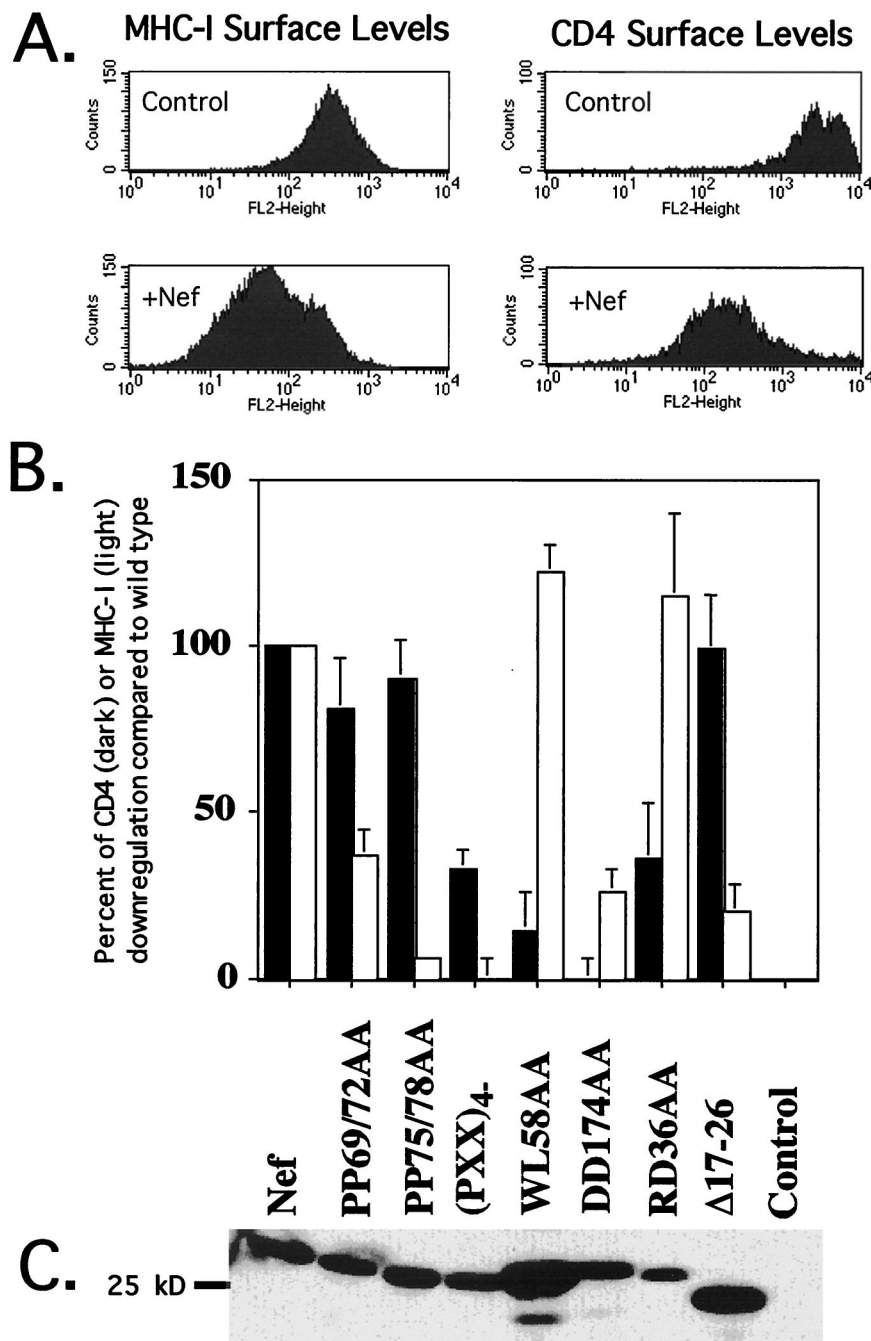 A.
MHC-I Surface Levels
CD4 Surface Levels
150
Counts
0
Control
10^0 10^1 10^2 10^3 10^4
FL2-Height
100
Counts
0
Control
10^0 10^1 10^2 10^3 10^4
FL2-Height
150
Counts
0
+Nef
10^0 10^1 10^2 10^3 10^4
FL2-Height
100
Counts
0
+Nef
10^0 10^1 10^2 10^3 10^4
FL2-Height
B.
Percent of CD4 (dark) or MHC-I (light)
downregulation compared to wild type
150
100
50
0
Nef
PP69/72AA
PP75/78AA
(PXX)4-
WL58AA
DD174AA
RD36AA
Δ17-26
Control
C.
25 kD